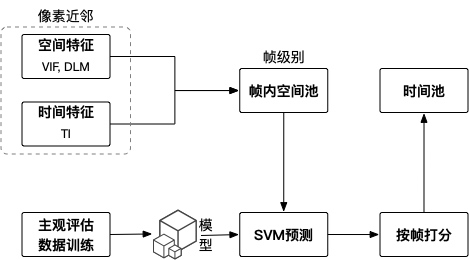 像素近邻
空间特征
VIF, DLM
时间特征
TI
帧级别
帧内空间池
时间池
主观评估
数据训练
模
型
SVM预测
按帧打分